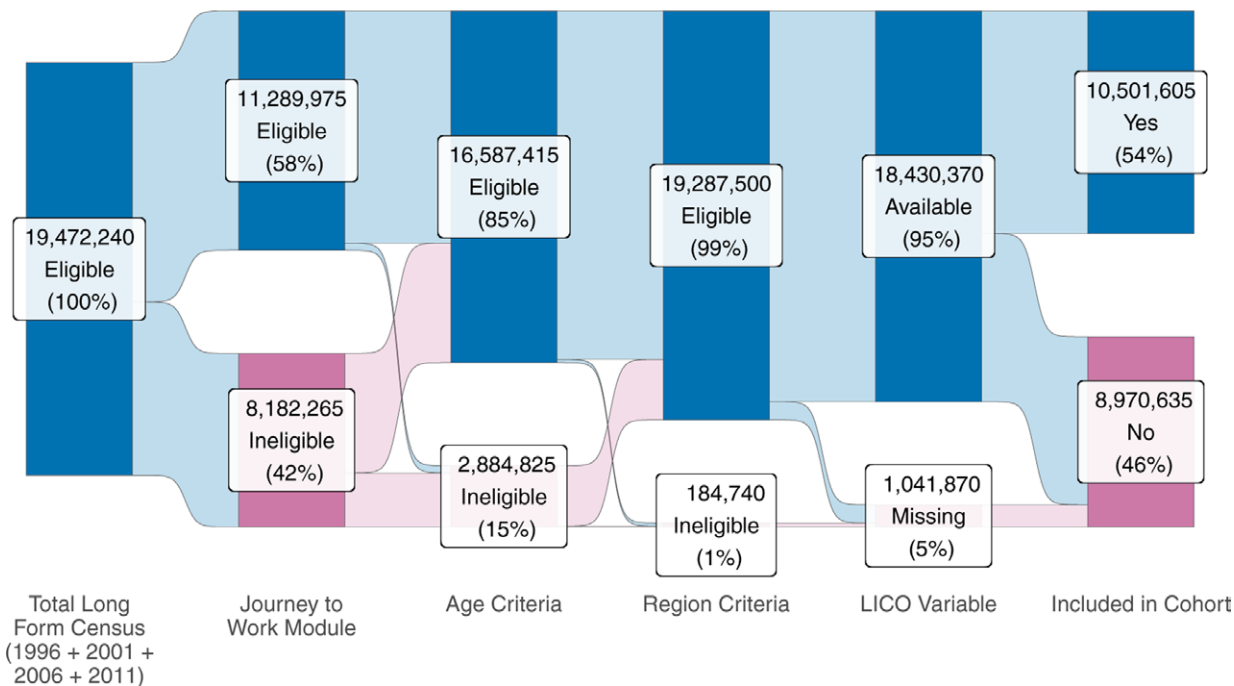 19,472,240
Eligible
(100%)
11,289,975
Eligible
(58%)
8,182,265
Ineligible
(42%)
16,587,415
Eligible
(85%)
2,884,825
Ineligible
(15%)
19,287,500
Eligible
(99%)
184,740
Ineligible
(1%)
18,430,370
Available
(95%)
1,041,870
Missing
(5%)
10,501,605
Yes
(54%)
8,970,635
No
(46%)
Total Long
Form Census
(1996 + 2001 +
2006 + 2011)
Journey to
Work Module
Age Criteria
Region Criteria
LICO Variable
Included in Cohort